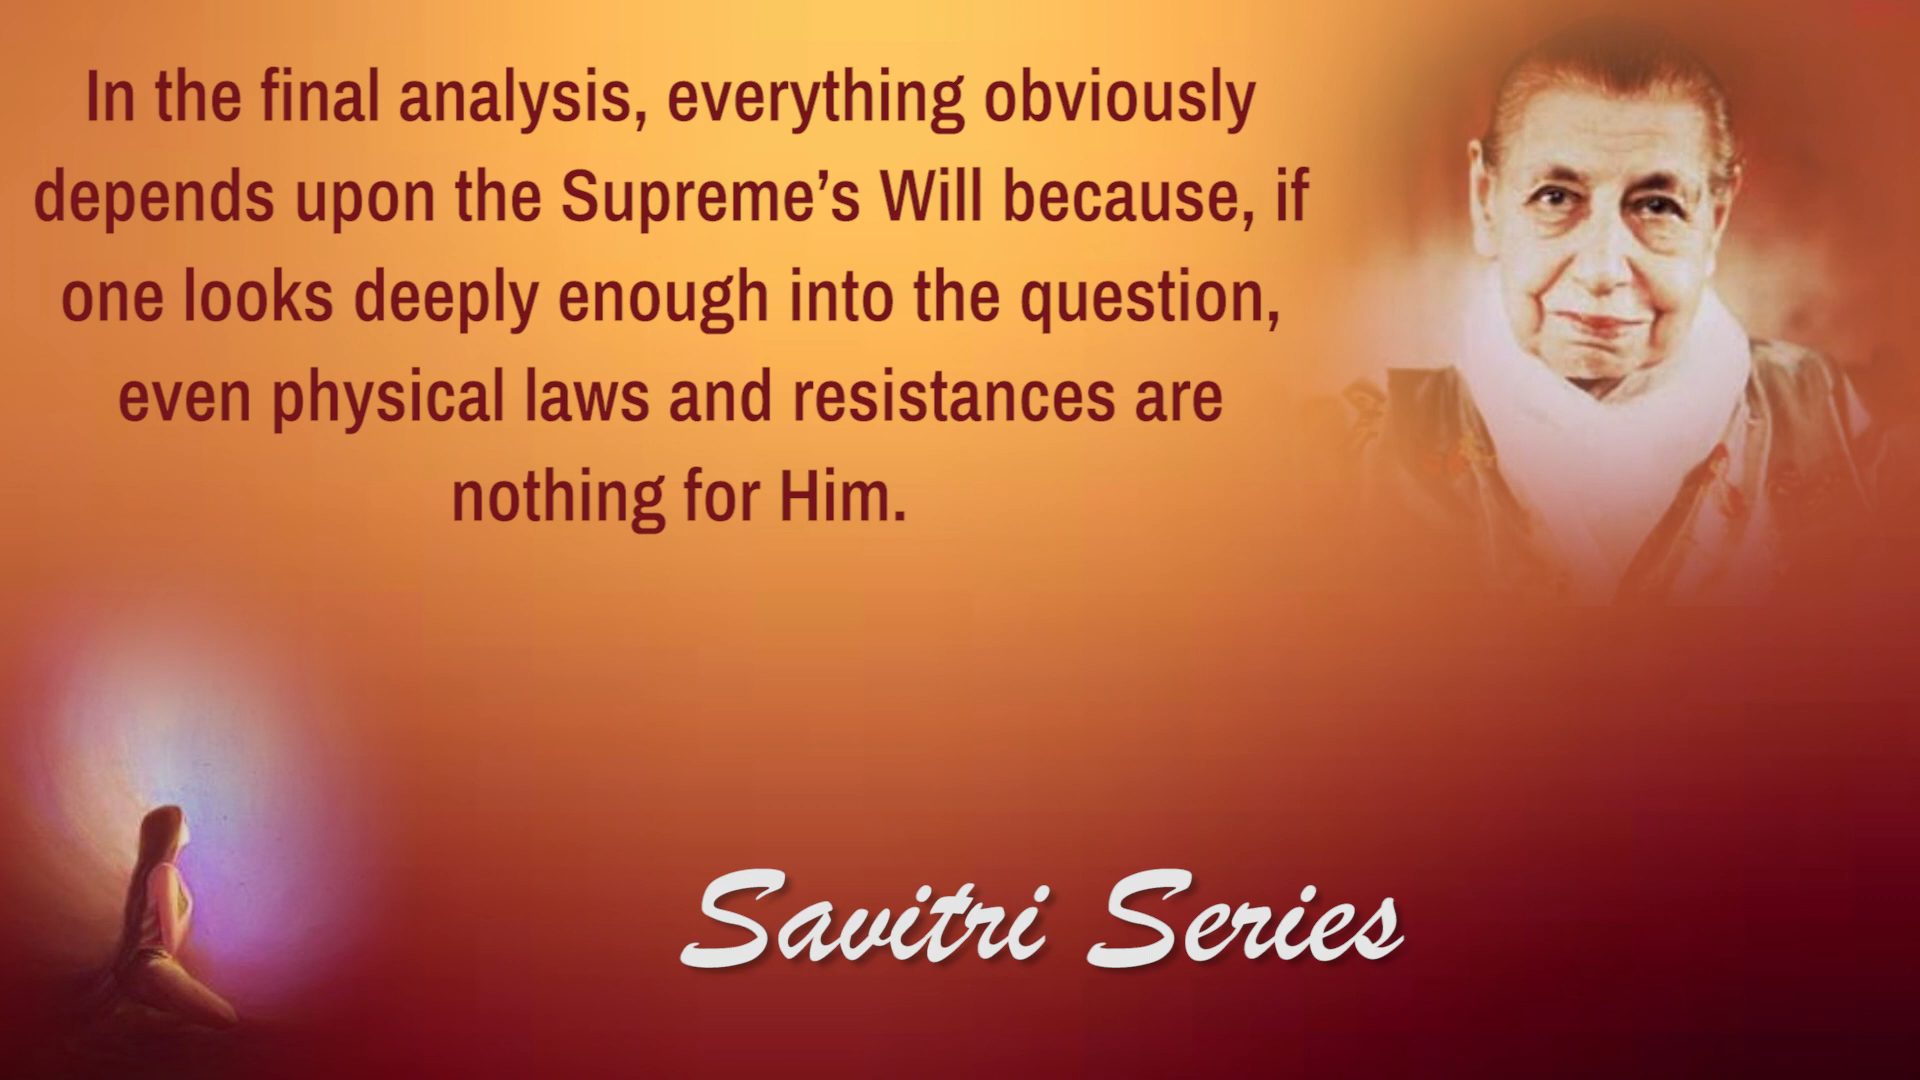 In the final analysis, everything obviously
depends upon the Supreme’s Will because, if
one looks deeply enough into the question,
even physical laws and resistances are
nothing for Him.
Savitri Series